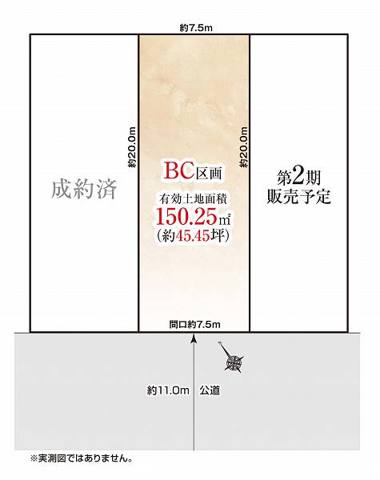 約7.5m
約20.0m
約20.0m
成約済
BC区画
有効土地面積
150.25㎡
(約45.45坪)
第2期
販売予定
間口約7.5m
約11.0m 公道
※実測図ではありません。